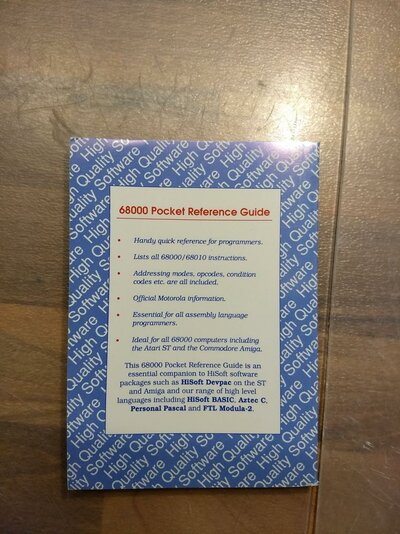 68000 Pocket Reference Guide
• Handy quick reference for programmers.
• Lists all 68000/68010 instructions.
• Addressing modes, opcodes, condition
codes etc. are all included.
• Official Motorola information.
• Essential for all assembly language
programmers.
• Ideal for all 68000 computers including
the Atari ST and the Commodore Amiga.
This 68000 Pocket Reference Guide is an
essential companion to HiSoft software
packages such as HiSoft Devpac on the ST
and Amiga and our range of high level
languages including HiSoft BASIC, Aztec C,
Personal Pascal and FTL Modula-2.
High Quality Software